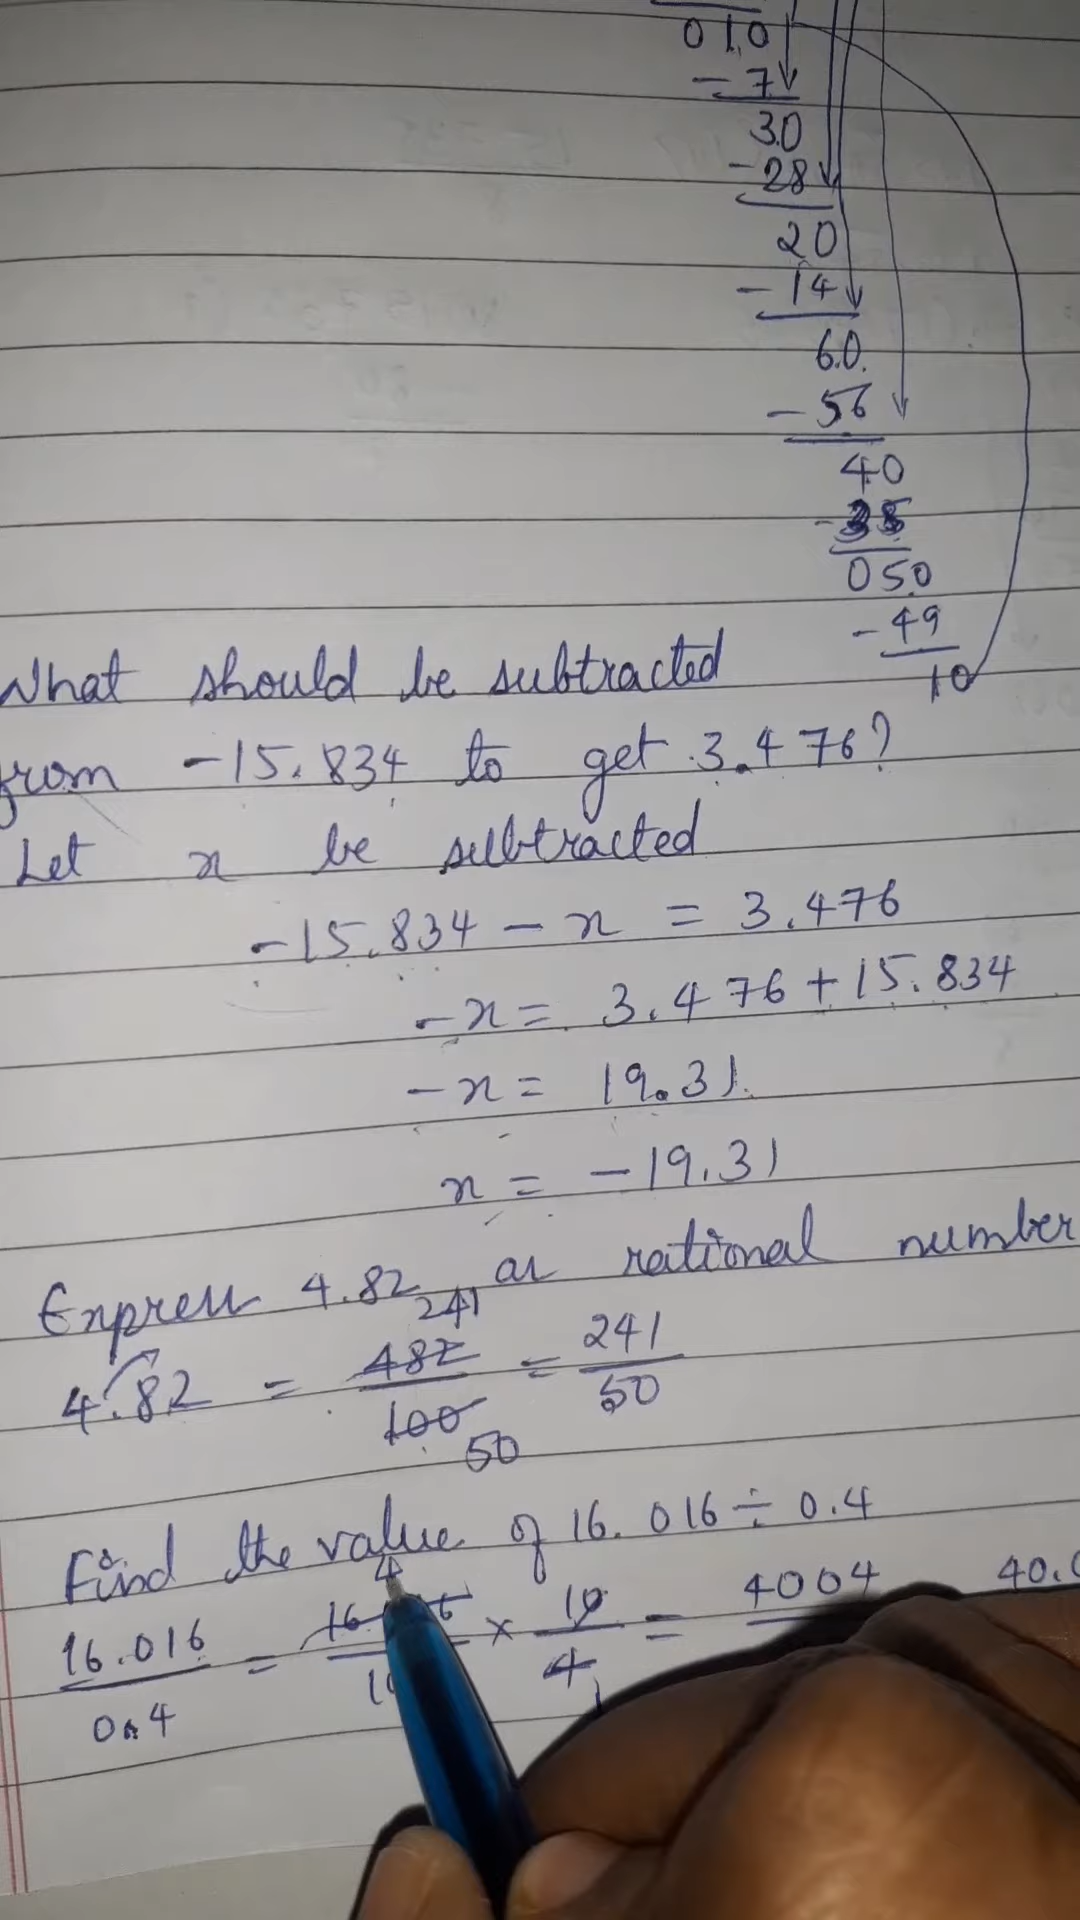 010
- 7
30
- 28
20
- 14
60
- 56
40
- 35
050
- 49
10
What should be subtracted
from -15.834 to get 3.476?
Let x be subtracted
-15.834 - x = 3.476
-x = 3.476 + 15.834
-x = 19.31
x = -19.31
Express 4.82 as rational number
241
4.82 = 482/100 = 241/50
50
Find the value of 16.016 ÷ 0.4
16.016/0.4 = × 10/4 = 4004
1